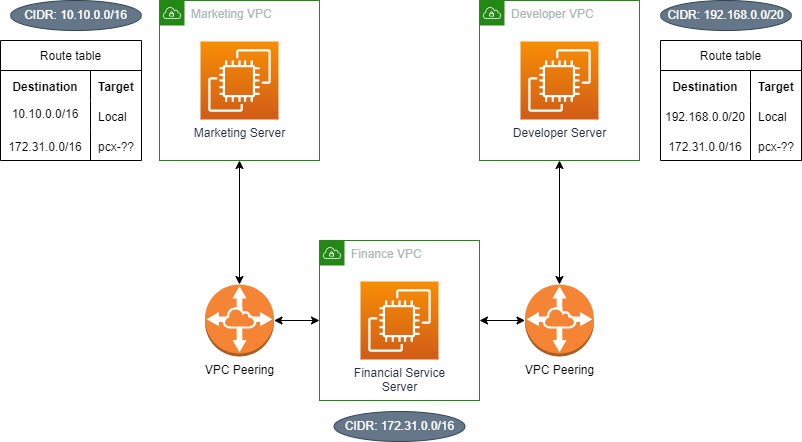 CIDR: 10.10.0.0/16
Marketing VPC
Developer VPC
CIDR: 192.168.0.0/20
Route table
Destination Target
10.10.0.0/16 Local
172.31.0.0/16 pcx-??
Marketing Server
Developer Server
Route table
Destination Target
192.168.0.0/20 Local
172.31.0.0/16 pcx-??
Finance VPC
VPC Peering
Financial Service
Server
VPC Peering
CIDR: 172.31.0.0/16